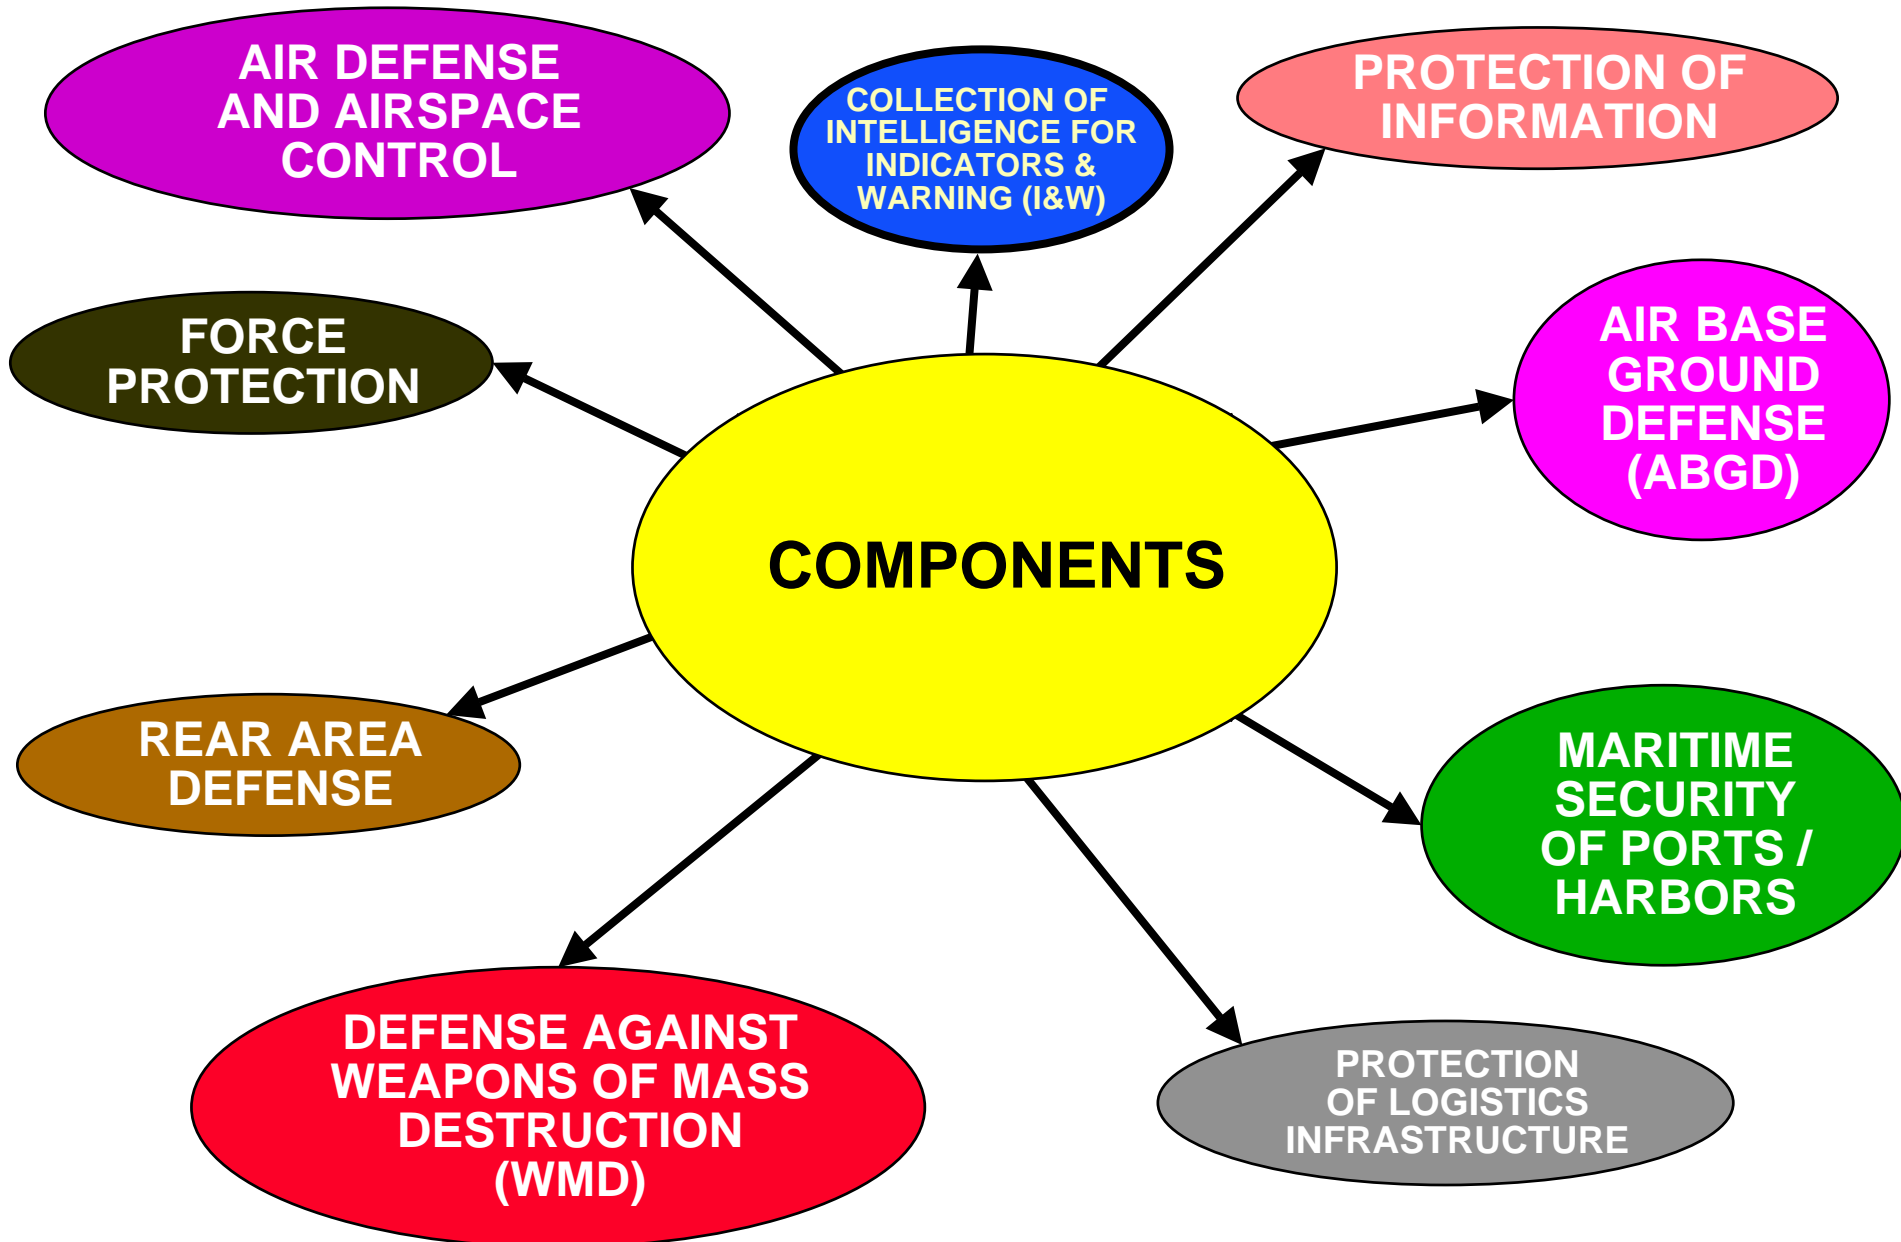 AIR DEFENSE
AND AIRSPACE
CONTROL
COLLECTION OF
INTELLIGENCE FOR
INDICATORS &
WARNING (I&W)
PROTECTION OF
INFORMATION
FORCE
PROTECTION
AIR BASE
GROUND
DEFENSE
(ABGD)
COMPONENTS
REAR AREA
DEFENSE
MARITIME
SECURITY
OF PORTS /
HARBORS
DEFENSE AGAINST
WEAPONS OF MASS
DESTRUCTION
(WMD)
PROTECTION
OF LOGISTICS
INFRASTRUCTURE